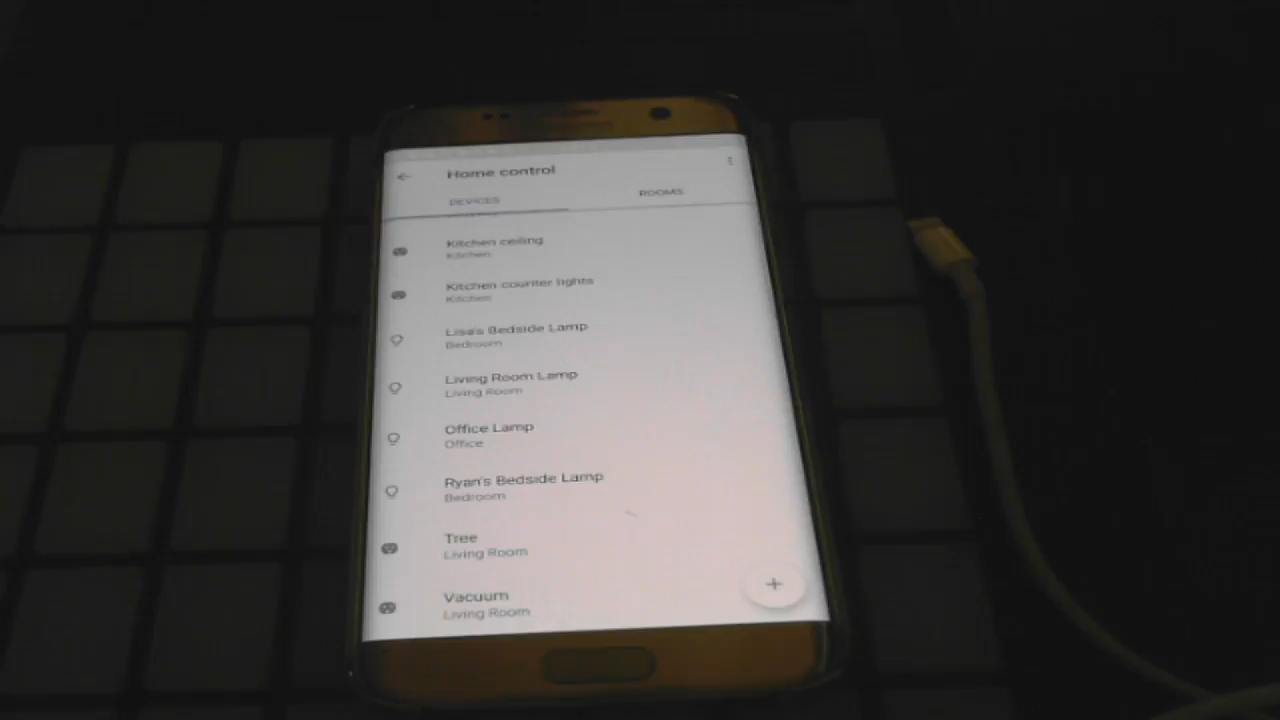 Home control
DEVICES
ROOMS
Kitchen ceiling
Kitchen
Kitchen counter lights
Kitchen
Lisa's Bedside Lamp
Bedroom
Living Room Lamp
Living Room
Office Lamp
Office
Ryan's Bedside Lamp
Bedroom
Tree
Living Room
Vacuum
Living Room